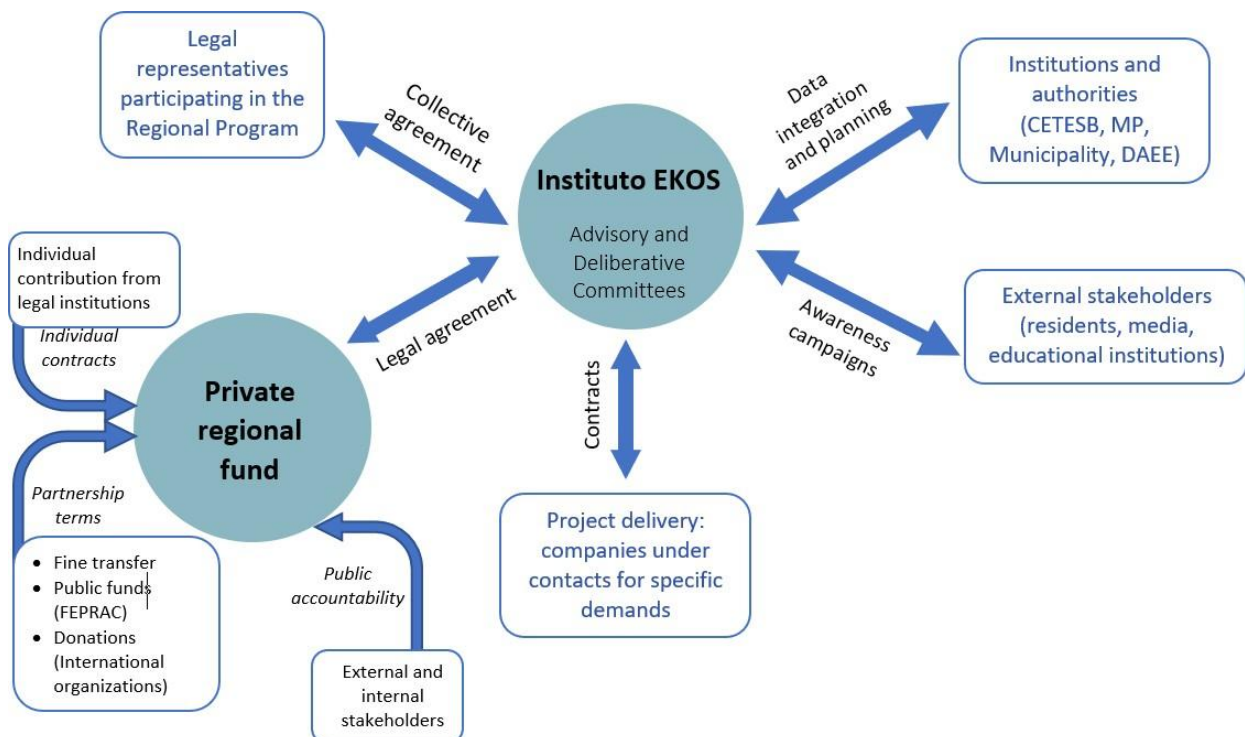 Legal
representatives
participating in the
Regional Program
Collective
agreement
Data
integration
and planning
Institutions and
authorities
(CETESB, MP,
Municipality, DAEE)
Instituto EKOS
Advisory and
Deliberative
Committees
Individual
contribution from
legal institutions
Individual
contracts
Legal agreement
Awareness
campaigns
External stakeholders
(residents, media,
educational institutions)
Private
regional
fund
Contracts
Partnership
terms
Fine transfer
Public funds
(FEPRAC)
Donations
(International
organizations)
Public
accountability
External and
internal
stakeholders
Project delivery:
companies under
contacts for specific
demands